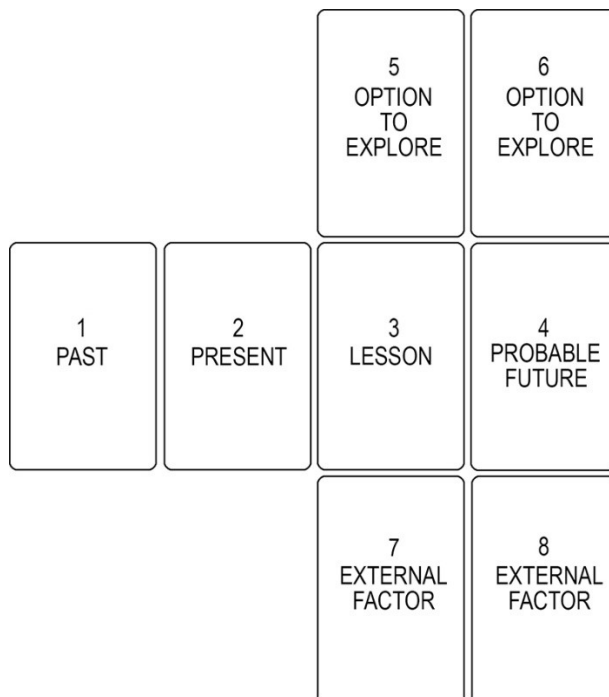 5
OPTION
TO
EXPLORE
6
OPTION
TO
EXPLORE
1
PAST
2
PRESENT
3
LESSON
4
PROBABLE
FUTURE
7
EXTERNAL
FACTOR
8
EXTERNAL
FACTOR